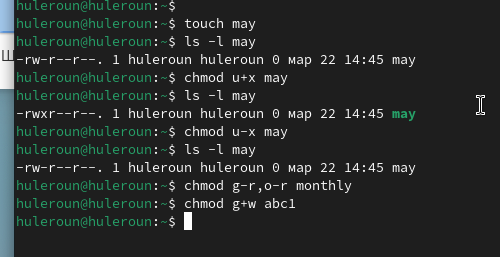 huleroun@huleroun:~$
huleroun@huleroun:~$ touch may
huleroun@huleroun:~$ ls -l may
-rw-r--r--. 1 huleroun huleroun 0 мар 22 14:45 may
huleroun@huleroun:~$ chmod u+x may
huleroun@huleroun:~$ ls -l may
-rwxr--r--. 1 huleroun huleroun 0 мар 22 14:45 may
huleroun@huleroun:~$ chmod u-x may
huleroun@huleroun:~$ ls -l may
-rw-r--r--. 1 huleroun huleroun 0 мар 22 14:45 may
huleroun@huleroun:~$ chmod g-r,o-r monthly
huleroun@huleroun:~$ chmod g+w abc1
huleroun@huleroun:~$